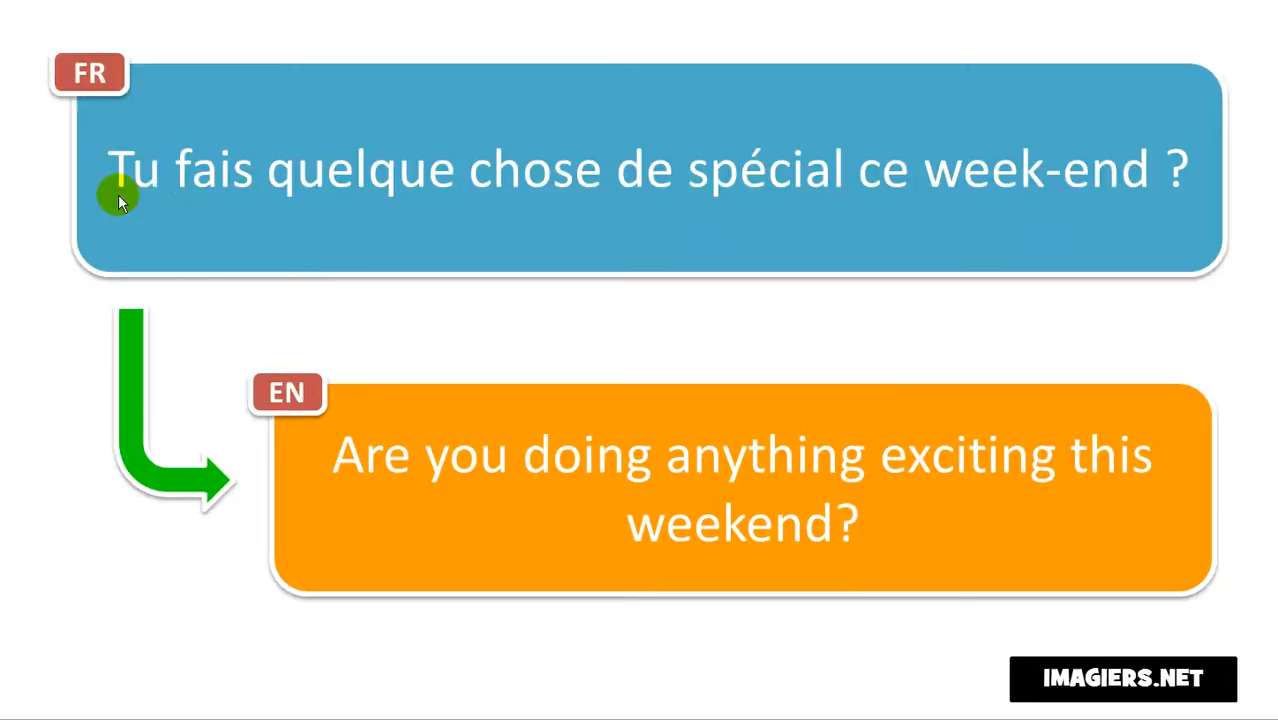 FR
Tu fais quelque chose de spécial ce week-end ?
EN
Are you doing anything exciting this
weekend?
IMAGIERS.NET